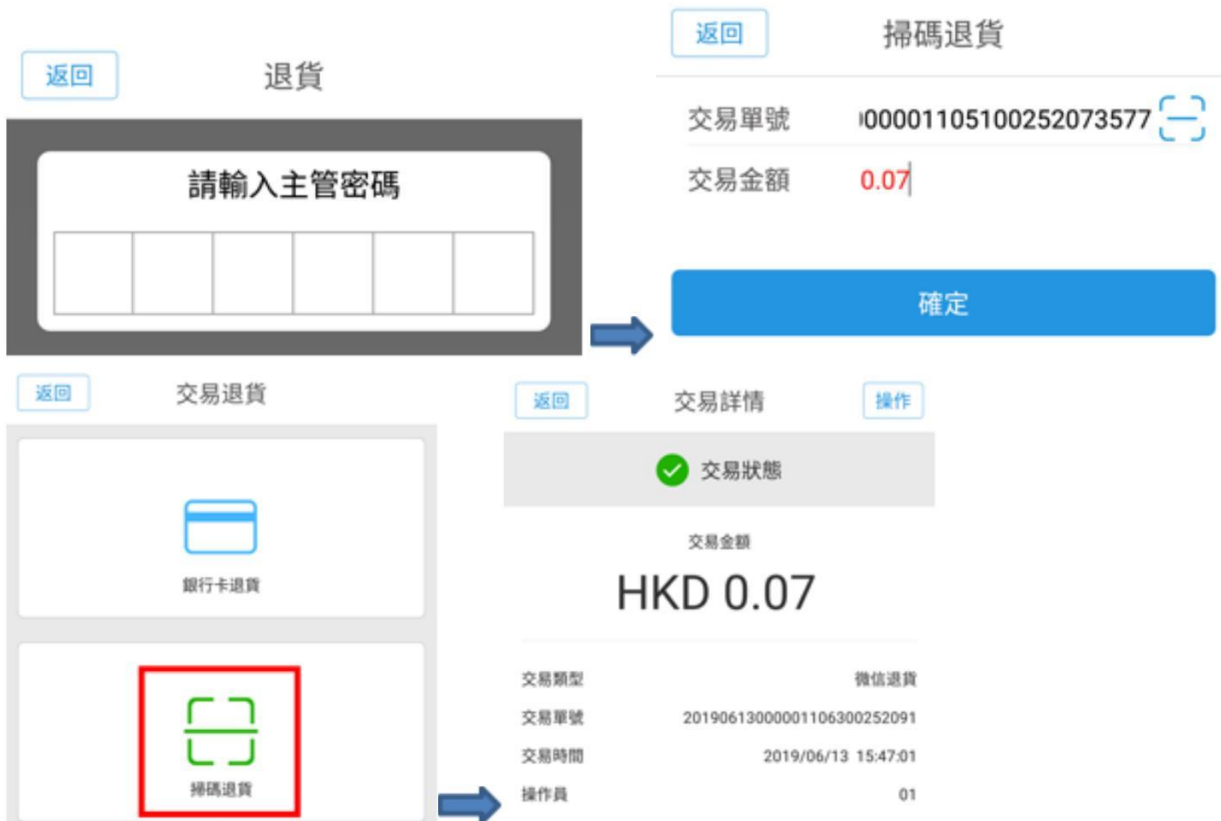 返回
退貨
請輸入主管密碼
返回
掃碼退貨
交易單號
00001105100252073577
交易金額
0.07
確定
返回
交易退貨
銀行卡退貨
掃碼退貨
返回
交易詳情
操作
交易狀態
交易金額
HKD 0.07
交易類型 微信退貨
交易單號 20190613000001106300252091
交易時間 2019/06/13 15:47:01
操作員 01